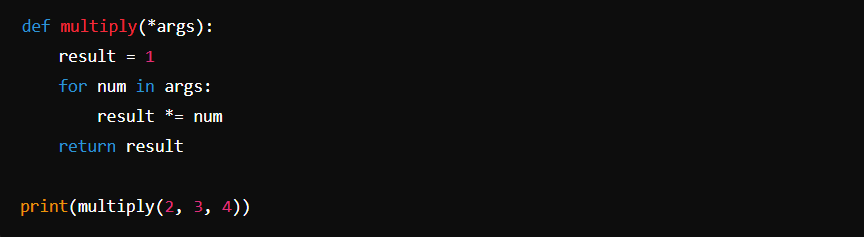 def multiply(*args):
    result = 1
    for num in args:
        result *= num
    return result

print(multiply(2, 3, 4))